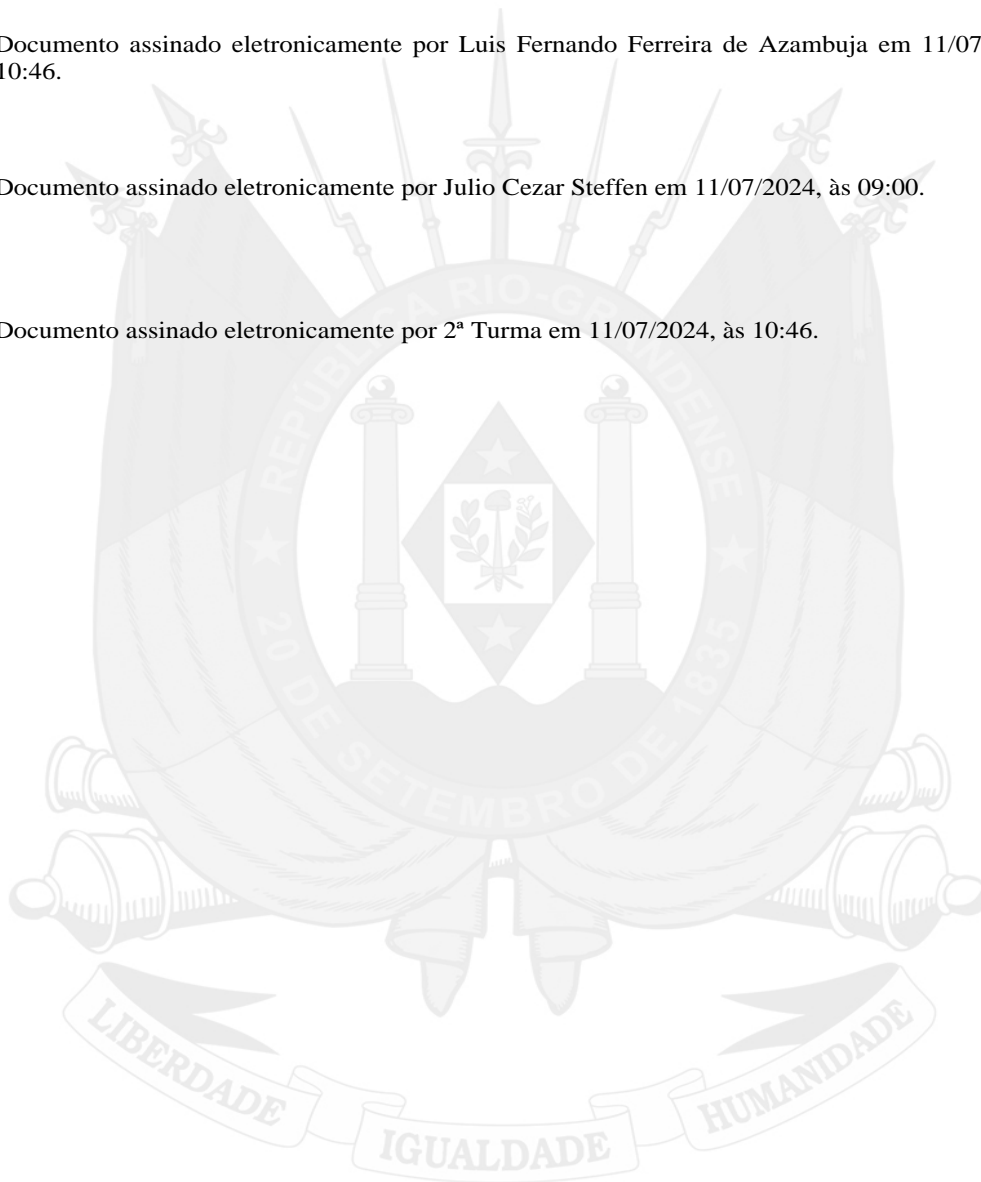 Documento assinado eletronicamente por Luis Fernando Ferreira de Azambuja em 11/07
10:46.
Documento assinado eletronicamente por Julio Cezar Steffen em 11/07/2024, às 09:00.
Documento assinado eletronicamente por 2ª Turma em 11/07/2024, às 10:46.
REPÚBLICA RIO-GRANDENSE
20 DE SETEMBRO DE 1835
LIBERDADE
IGUALDADE
HUMANIDADE